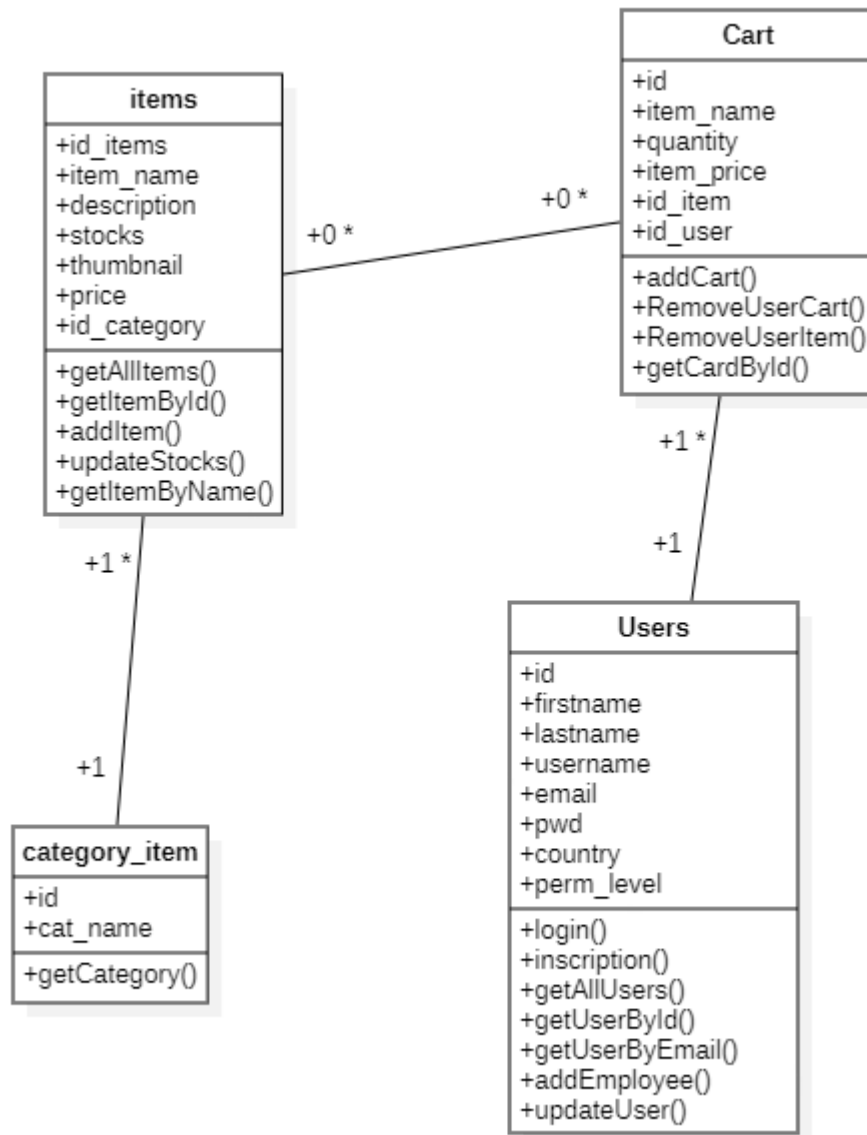 items
+id_items
+item_name
+description
+stocks
+thumbnail
+price
+id_category
+getAllItems()
+getItemById()
+addItem()
+updateStocks()
+getItemByName()
+0 *
+0 *
Cart
+id
+item_name
+quantity
+item_price
+id_item
+id_user
+addCart()
+RemoveUserCart()
+RemoveUserItem()
+getCardById()
+1 *
+1
+1 *
+1
category_item
+id
+cat_name
+getCategory()
Users
+id
+firstname
+lastname
+username
+email
+pwd
+country
+perm_level
+login()
+inscription()
+getAllUsers()
+getUserById()
+getUserByEmail()
+addEmployee()
+updateUser()